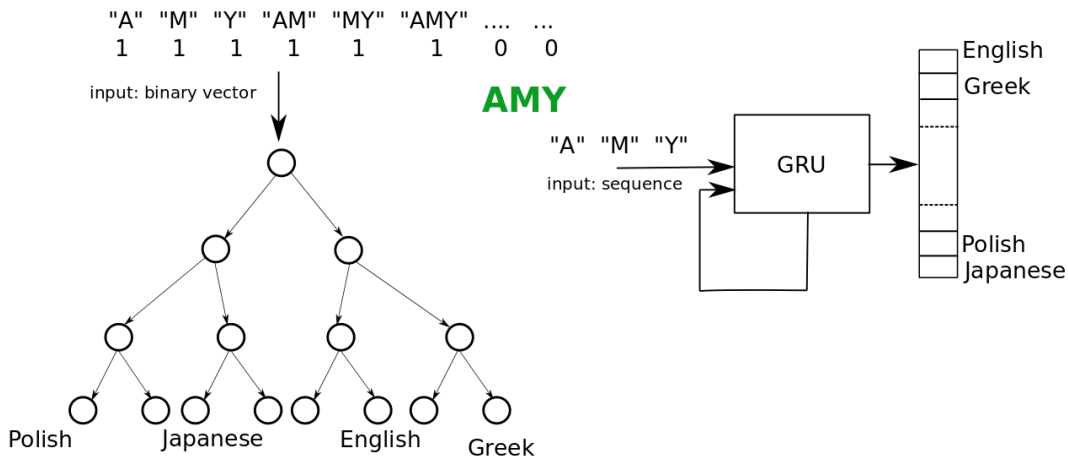 "A" "M" "Y" "AM" "MY" "AMY" .... ...
1 1 1 1 1 1 0 0
input: binary vector
AMY
"A" "M" "Y"
input: sequence
GRU
English
Greek
Polish
Japanese
Polish
Japanese
English
Greek